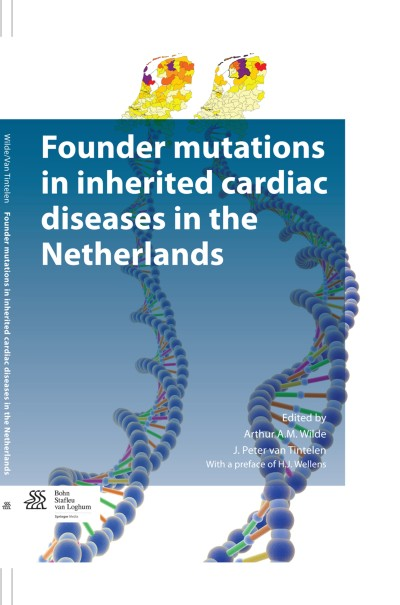 Founder mutations
in inherited cardiac
diseases in the
Netherlands
Edited by
Arthur A.M. Wilde
J. Peter van Tintelen
With a preface of H.J. Wellens
Bohn
Stafleu
van Loghum
Springer Media
Wilde/Van Tintelen Founder mutations in inherited cardiac diseases in the Netherlands